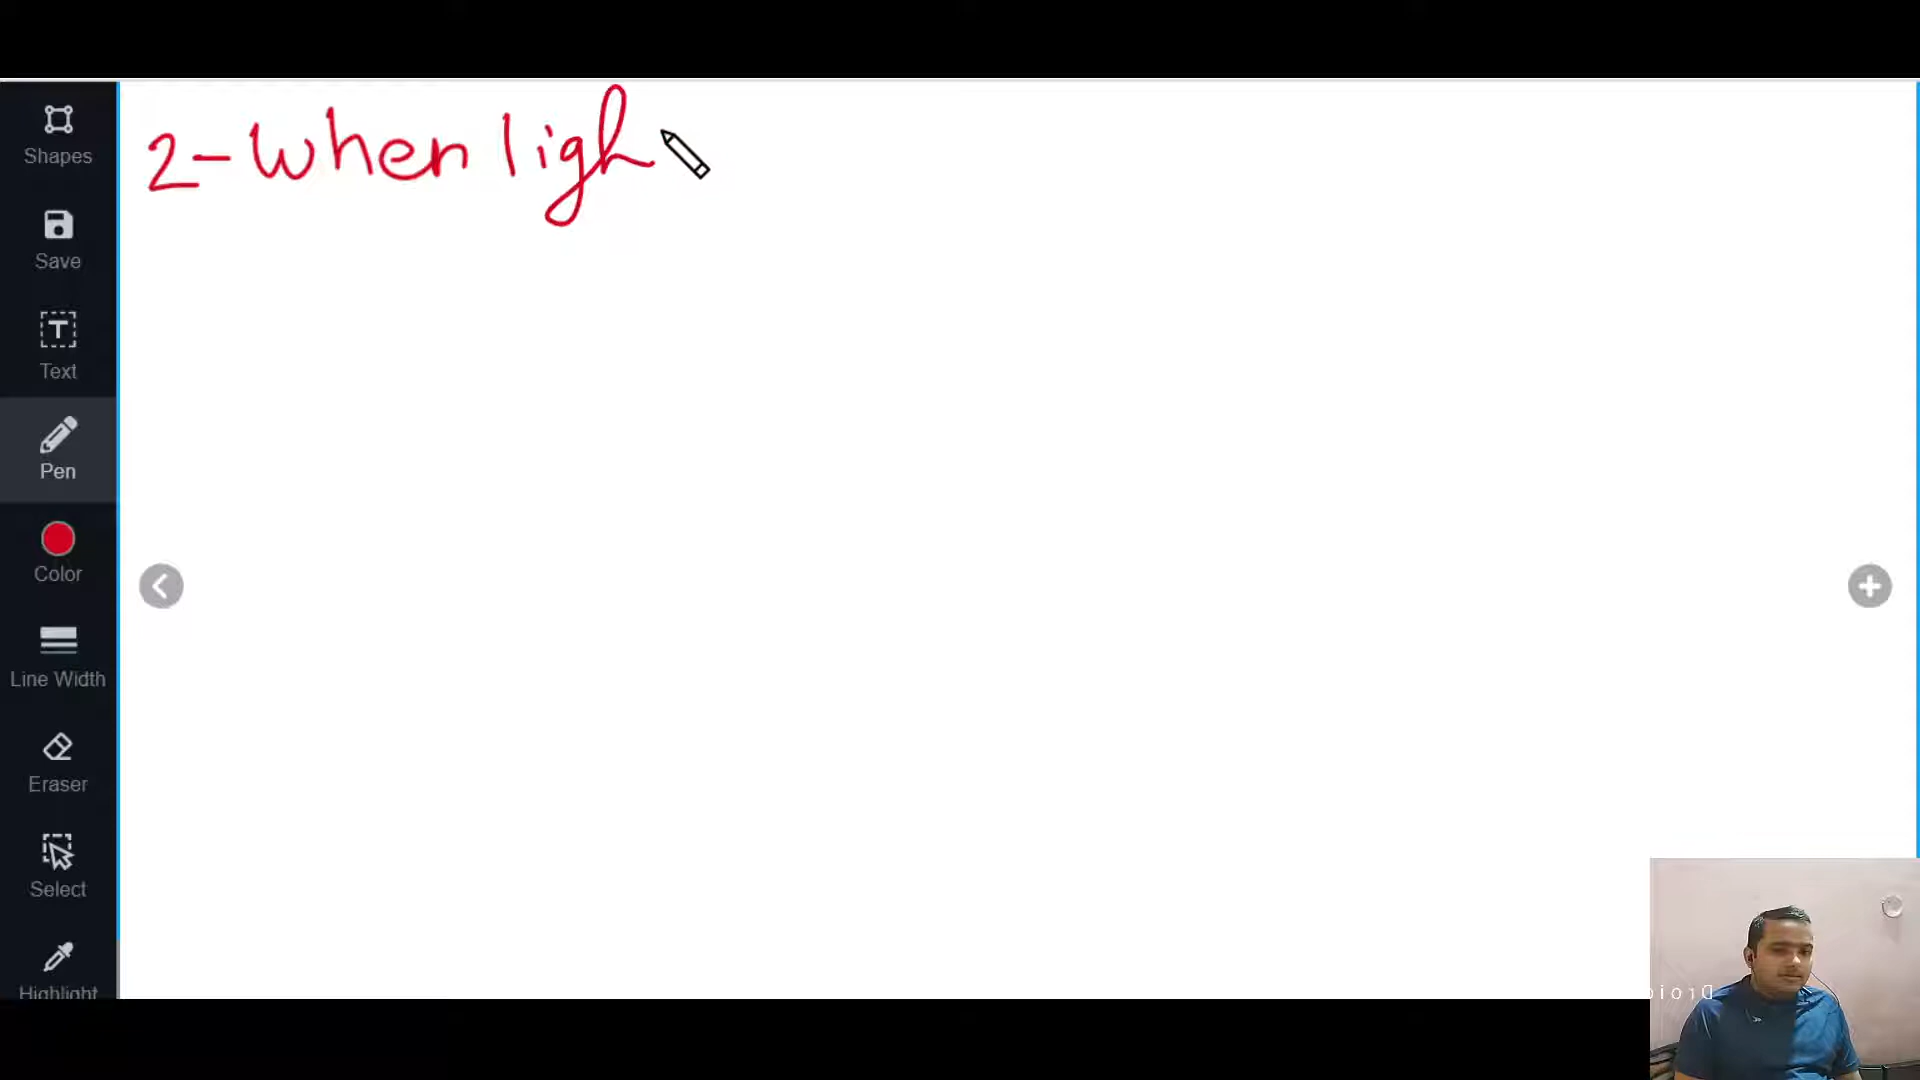 2- When ligh
Shapes
Save
T
Text
Pen
Color
Line Width
Eraser
Select
Highlight